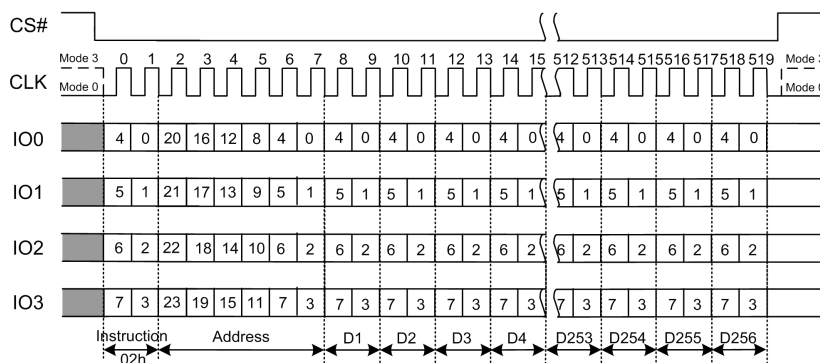 CS#
Mode 3 0 1 2 3 4 5 6 7 8 9 10 11 12 13 14 15 512 513 514 515 516 517 518 519 Mode 3
CLK Mode 0 Mode 0
IO0 4 0 20 16 12 8 4 0 4 0 4 0 4 0 4 0 4 0 4 0 4 0 4 0
IO1 5 1 21 17 13 9 5 1 5 1 5 1 5 1 5 1 5 1 5 1 5 1 5 1
IO2 6 2 22 18 14 10 6 2 6 2 6 2 6 2 6 2 6 2 6 2 6 2 6 2
IO3 7 3 23 19 15 11 7 3 7 3 7 3 7 3 7 3 7 3 7 3 7 3 7 3
Instruction Address D1 D2 D3 D4 D253 D254 D255 D256
02h